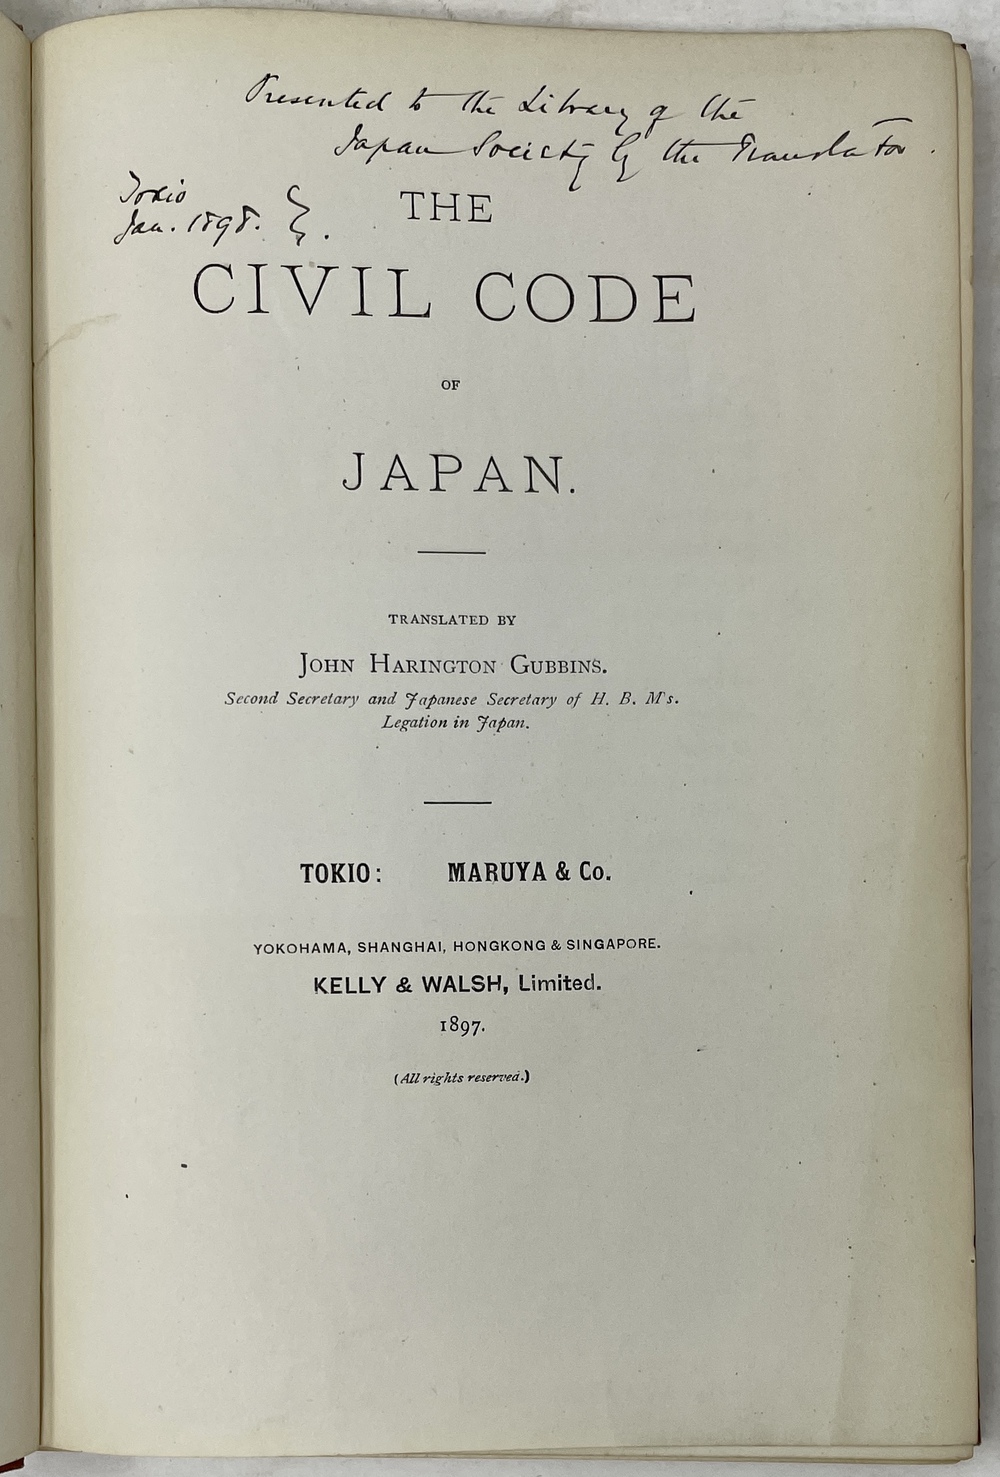 Presented to the Library of the
Japan Society by the Translator.
Tokio
Jan. 1898.
THE
CIVIL CODE
OF
JAPAN.
TRANSLATED BY
JOHN HARINGTON GUBBINS.
Second Secretary and Japanese Secretary of H. B. M's.
Legation in Japan.
TOKIO: MARUYA & Co.
YOKOHAMA, SHANGHAI, HONGKONG & SINGAPORE.
KELLY & WALSH, Limited.
1897.
(All rights reserved.)